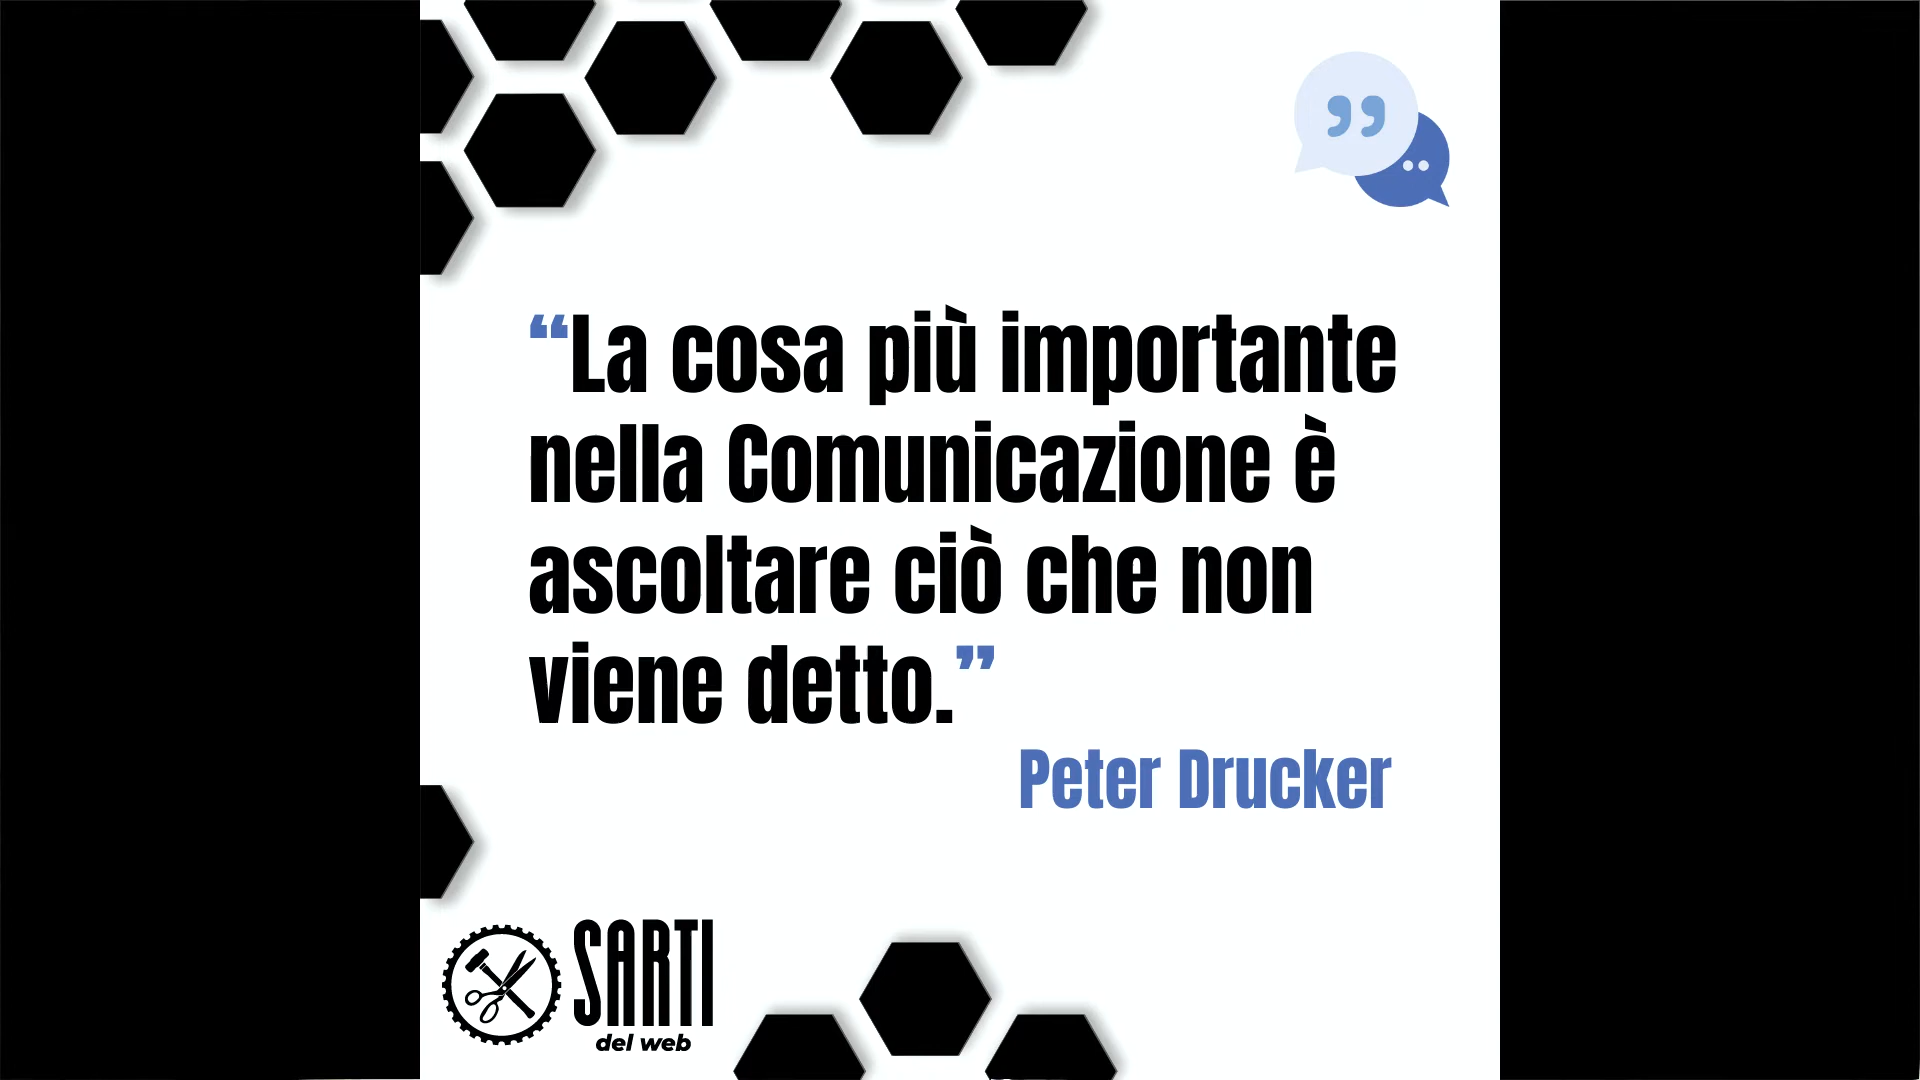 “La cosa più importante
nella Comunicazione è
ascoltare ciò che non
viene detto.”
Peter Drucker
SARTI
del web